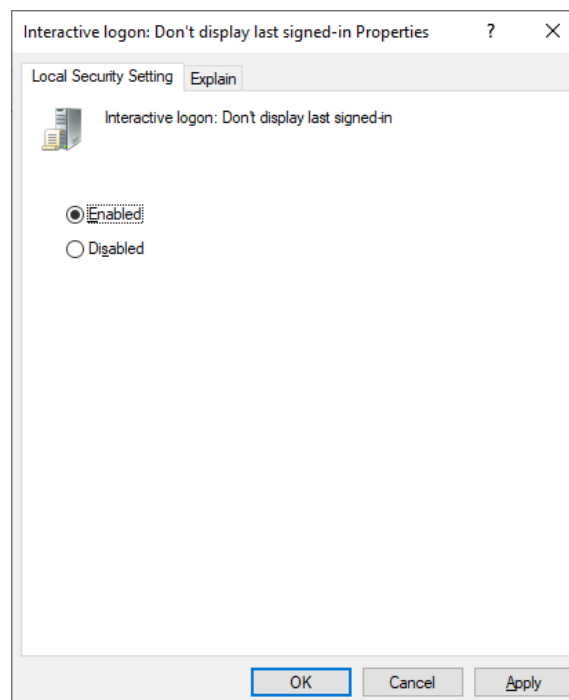 Interactive logon: Don't display last signed-in Properties ?
Local Security Setting Explain
Interactive logon: Don't display last signed-in
Enabled
Disabled
OK Cancel Apply